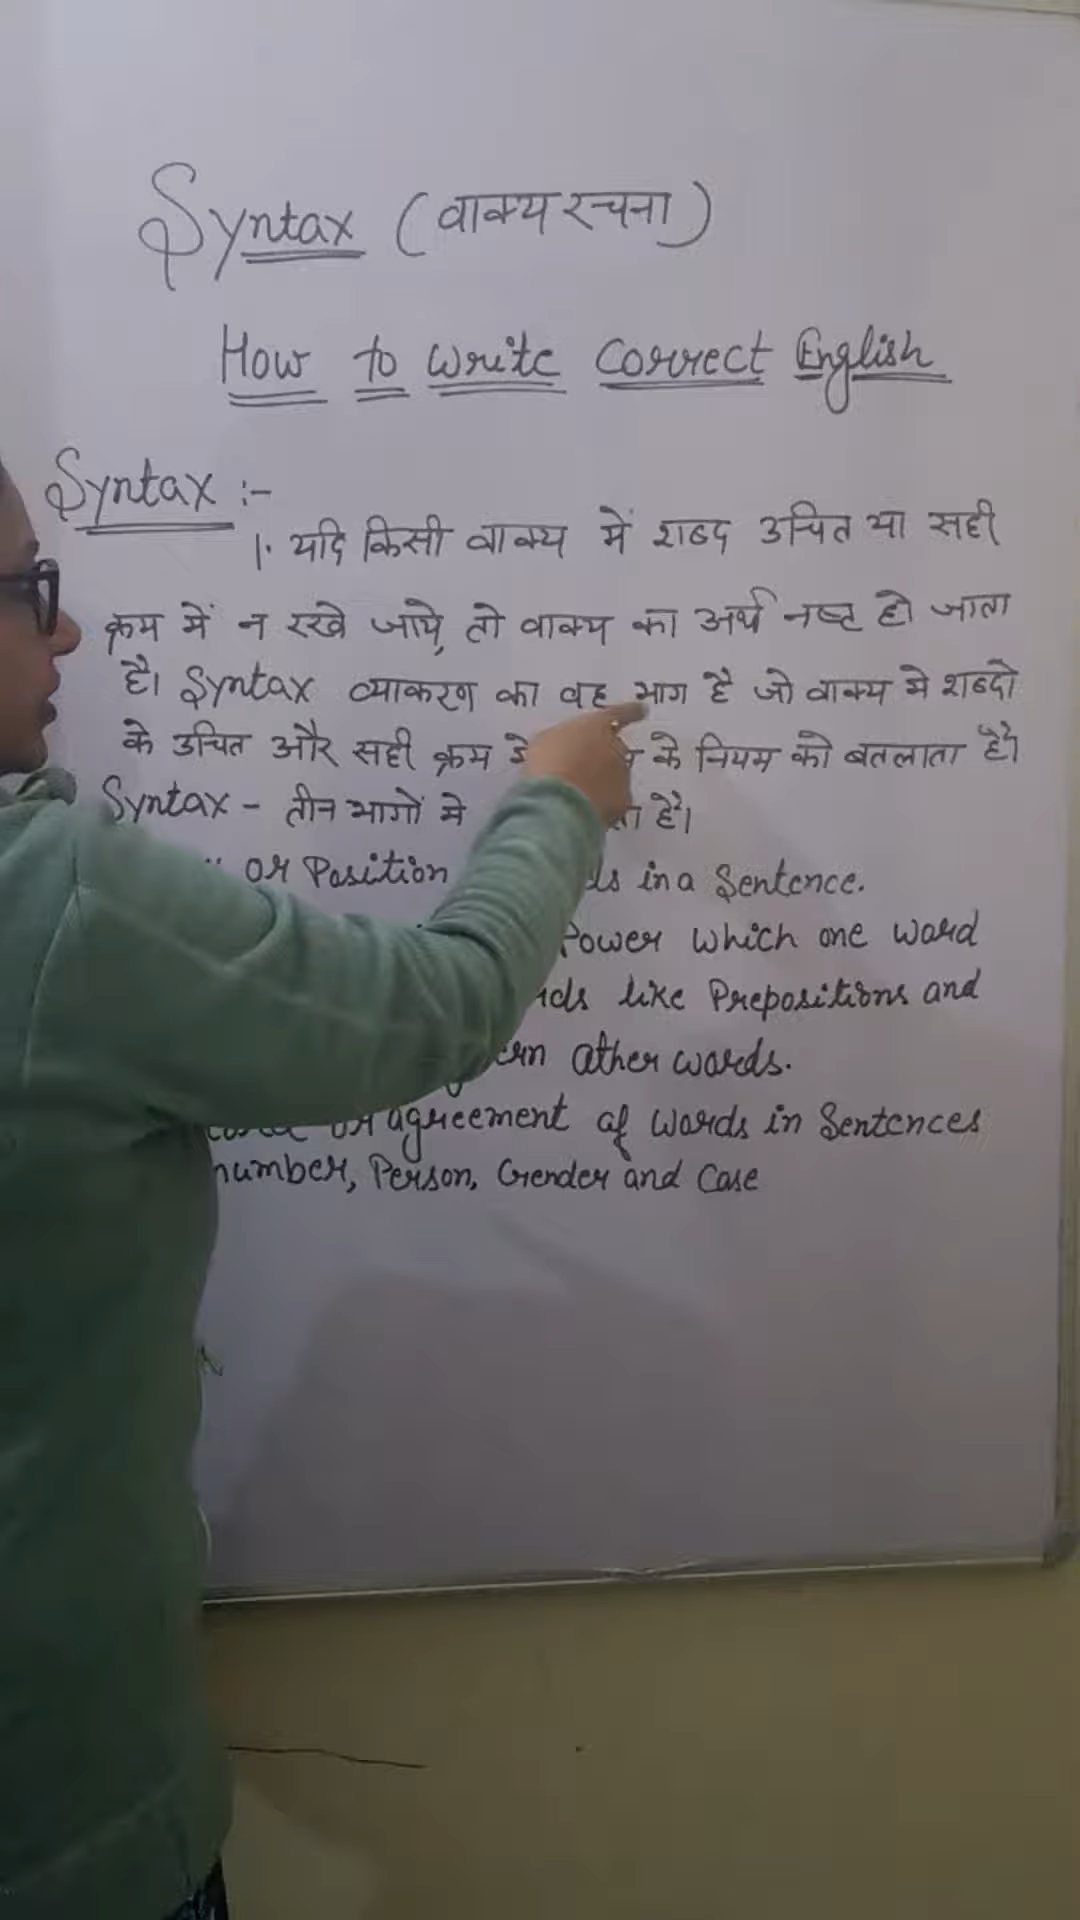 Syntax (वाक्य रचना)
How to write Correct English
Syntax :-
1. यदि किसी वाक्य में शब्द उचित या सही
क्रम में न रखे जाये, तो वाक्य का अर्थ नष्ट हो जाता
है। Syntax व्याकरण का वह भाग है जो वाक्य मे शब्दो
के उचित और सही क्रम के नियम को बतलाता है।
Syntax - तीन भागों मे है।
or Position in a Sentence.
Power which one word
like Prepositions and
other words.
or agreement of words in Sentences
number, Person, Gender and Case